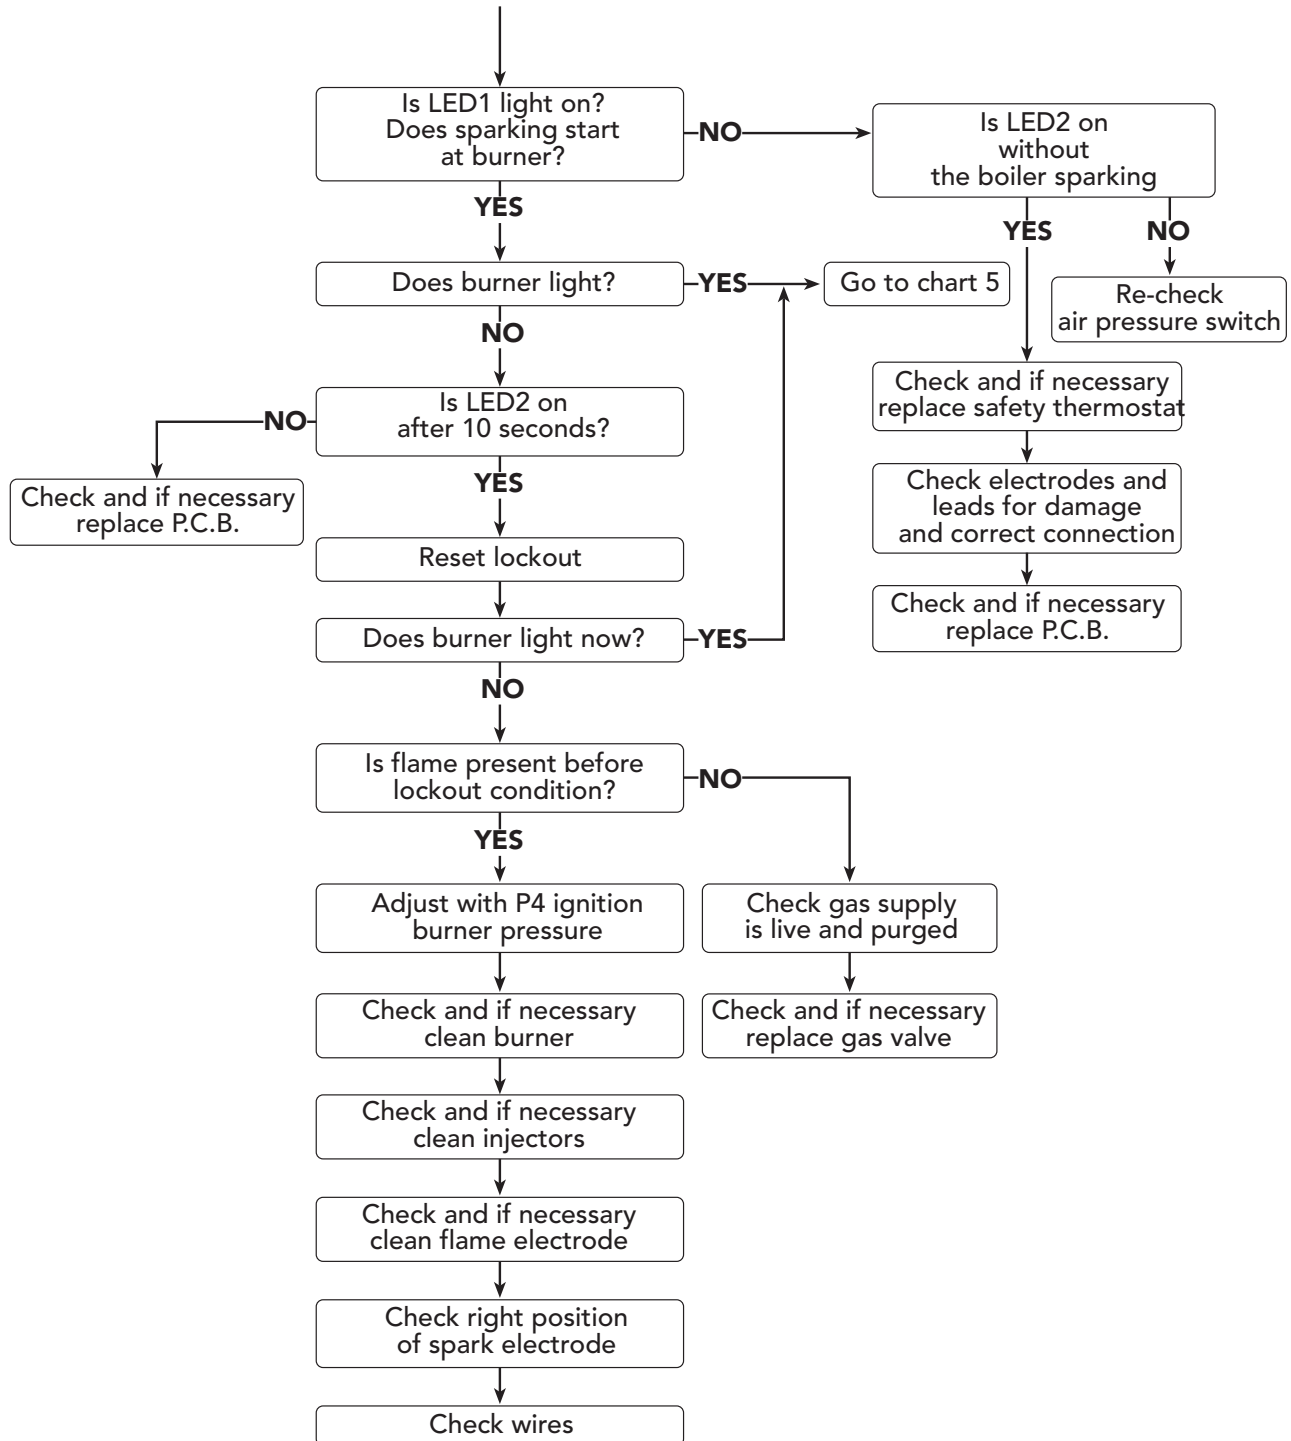 Is LED1 light on?
Does sparking start
at burner?
NO
Is LED2 on
without
the boiler sparking
YES
YES
NO
Does burner light?
YES
Go to chart 5
Re-check
air pressure switch
NO
Is LED2 on
after 10 seconds?
NO
Check and if necessary
replace safety thermostat
YES
Check and if necessary
replace P.C.B.
Check electrodes and
leads for damage
and correct connection
Reset lockout
Check and if necessary
replace P.C.B.
Does burner light now?
YES
NO
Is flame present before
lockout condition?
NO
YES
Adjust with P4 ignition
burner pressure
Check gas supply
is live and purged
Check and if necessary
clean burner
Check and if necessary
replace gas valve
Check and if necessary
clean injectors
Check and if necessary
clean flame electrode
Check right position
of spark electrode
Check wires